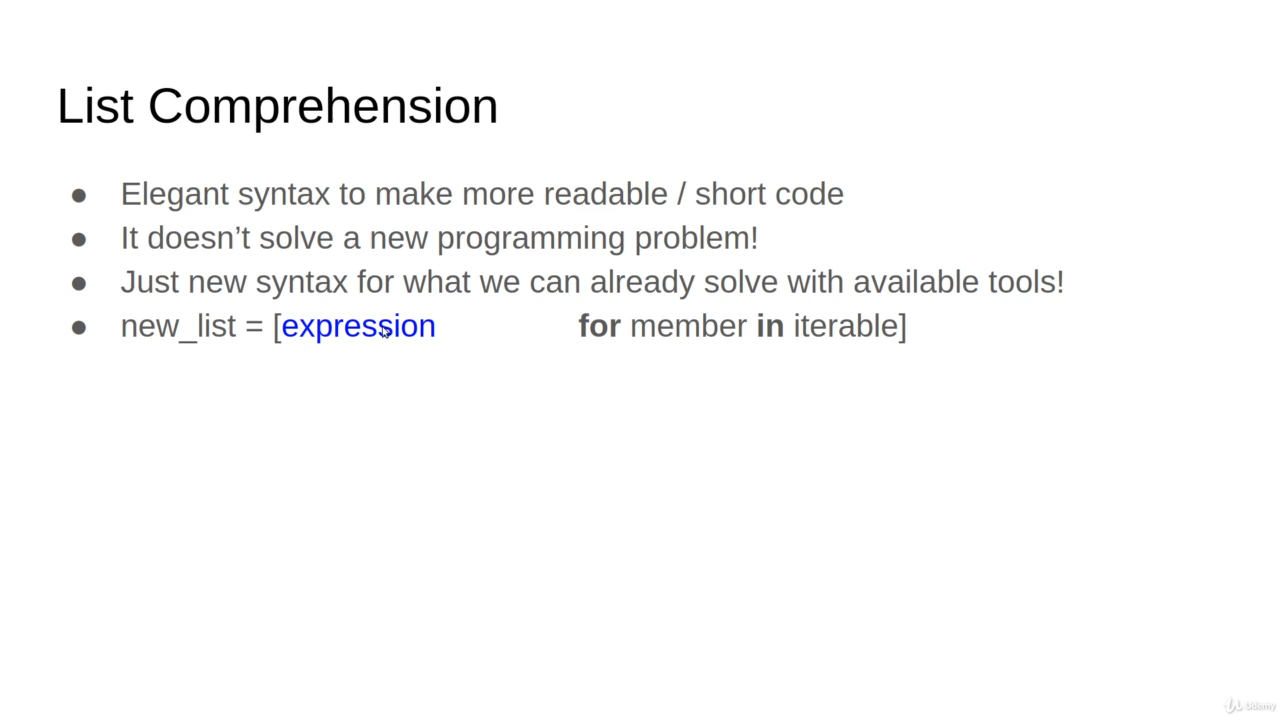 List Comprehension
● Elegant syntax to make more readable / short code
● It doesn’t solve a new programming problem!
● Just new syntax for what we can already solve with available tools!
● new_list = [expression for member in iterable]
Udemy